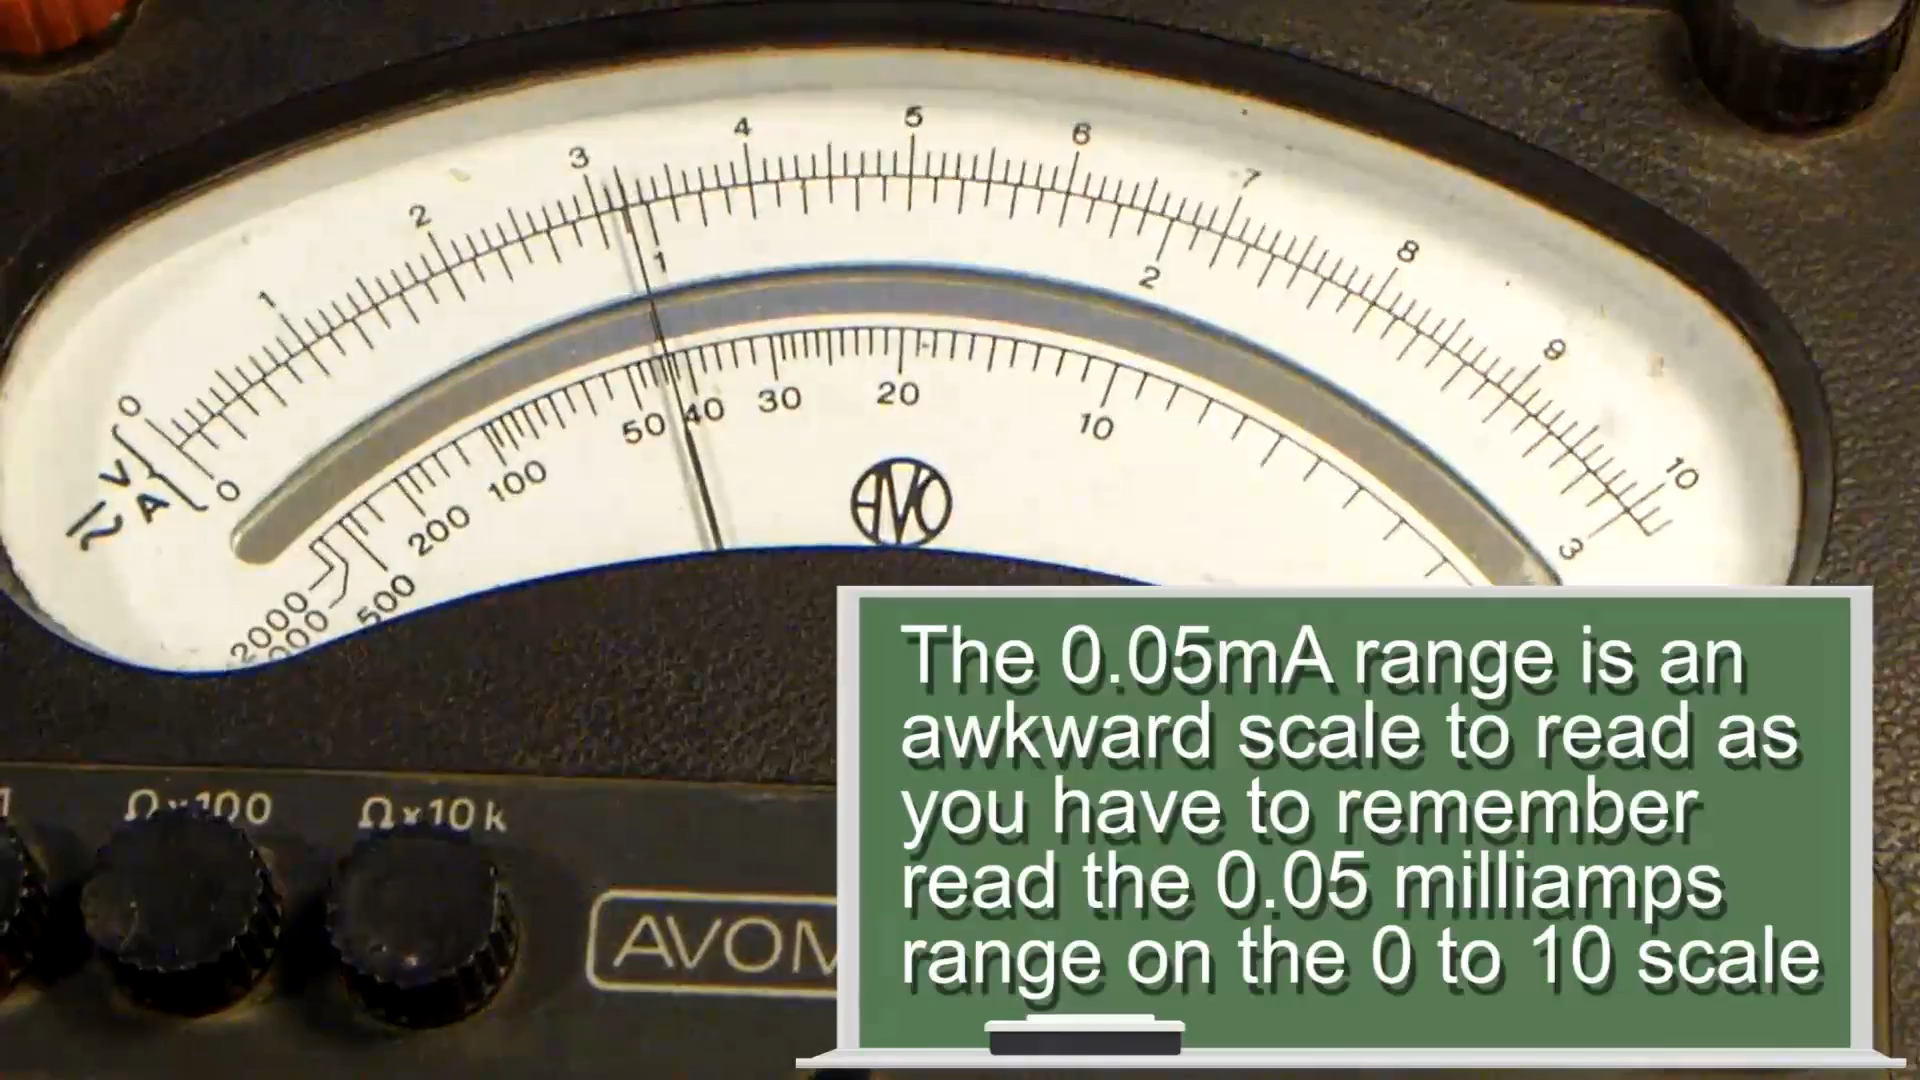 0 1 2 3 4 5 6 7 8 9 10
V
A
0 1 2 3
500 200 100 50 40 30 20 10
2000
AVO
Ω×100 Ω×10k
The 0.05mA range is an
awkward scale to read as
you have to remember
read the 0.05 milliamps
range on the 0 to 10 scale